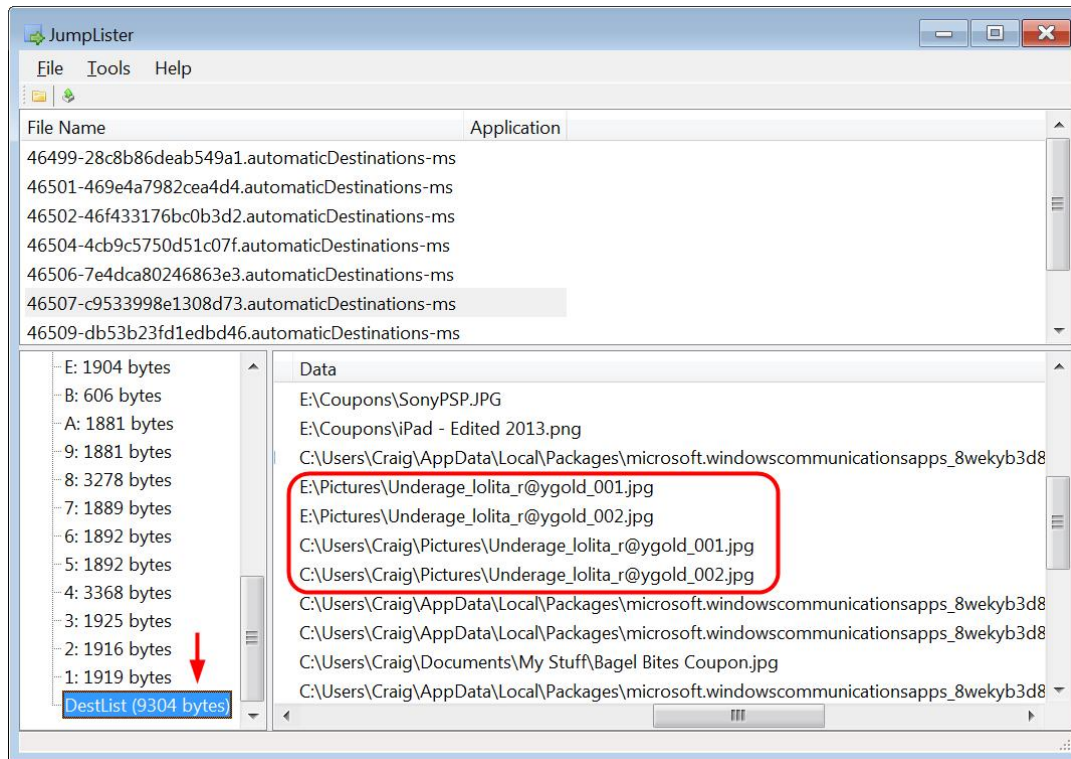 JumpLister
File Tools Help
File Name Application
46499-28c8b86deab549a1.automaticDestinations-ms
46501-469e4a7982cea4d4.automaticDestinations-ms
46502-46f433176bc0b3d2.automaticDestinations-ms
46504-4cb9c5750d51c07f.automaticDestinations-ms
46506-7e4dca80246863e3.automaticDestinations-ms
46507-c9533998e1308d73.automaticDestinations-ms
46509-db53b23fd1edbd46.automaticDestinations-ms
E: 1904 bytes
B: 606 bytes
A: 1881 bytes
9: 1881 bytes
8: 3278 bytes
7: 1889 bytes
6: 1892 bytes
5: 1892 bytes
4: 3368 bytes
3: 1925 bytes
2: 1916 bytes
1: 1919 bytes
DestList (9304 bytes)
Data
E:\Coupons\SonyPSP.JPG
E:\Coupons\iPad - Edited 2013.png
C:\Users\Craig\AppData\Local\Packages\microsoft.windowscommunicationsapps_8wekyb3d8
E:\Pictures\Underage_lolita_r@ygold_001.jpg
E:\Pictures\Underage_lolita_r@ygold_002.jpg
C:\Users\Craig\Pictures\Underage_lolita_r@ygold_001.jpg
C:\Users\Craig\Pictures\Underage_lolita_r@ygold_002.jpg
C:\Users\Craig\AppData\Local\Packages\microsoft.windowscommunicationsapps_8wekyb3d8
C:\Users\Craig\AppData\Local\Packages\microsoft.windowscommunicationsapps_8wekyb3d8
C:\Users\Craig\Documents\My Stuff\Bagel Bites Coupon.jpg
C:\Users\Craig\AppData\Local\Packages\microsoft.windowscommunicationsapps_8wekyb3d8